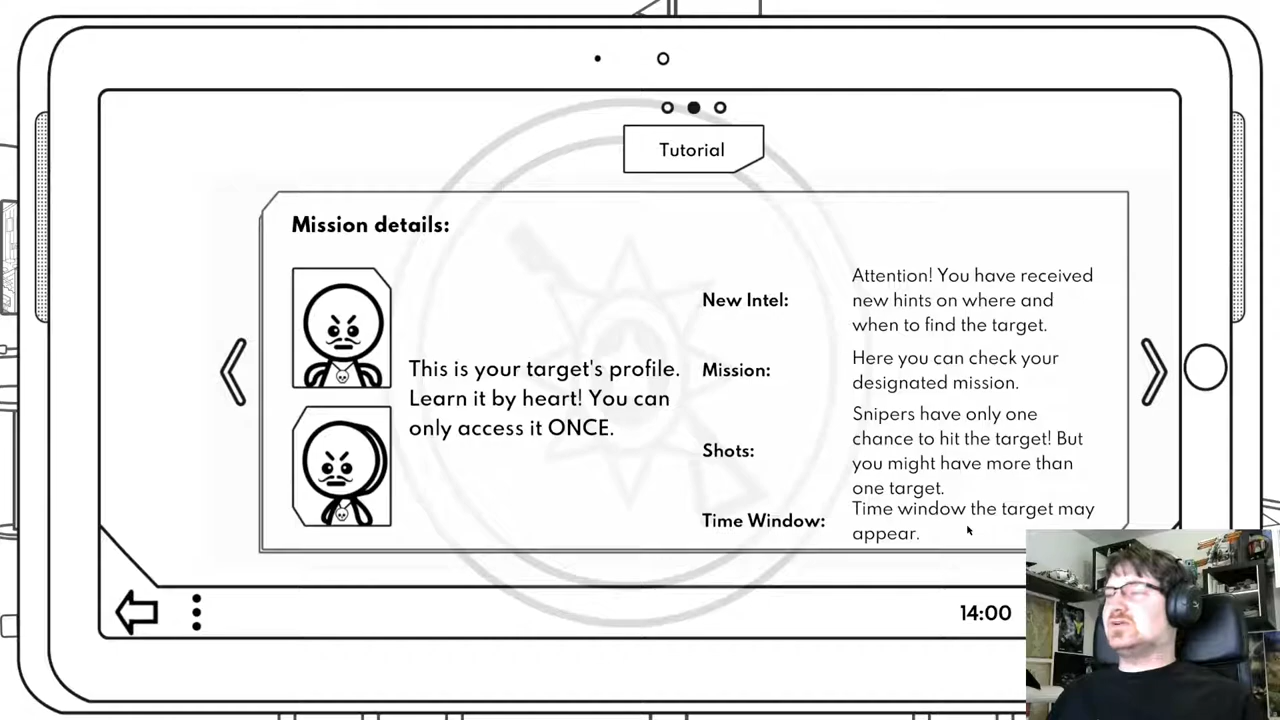 Tutorial
Mission details:
This is your target's profile.
Learn it by heart! You can
only access it ONCE.
New Intel:
Attention! You have received
new hints on where and
when to find the target.
Mission:
Here you can check your
designated mission.
Shots:
Snipers have only one
chance to hit the target! But
you might have more than
one target.
Time Window:
Time window the target may
appear.
14:00